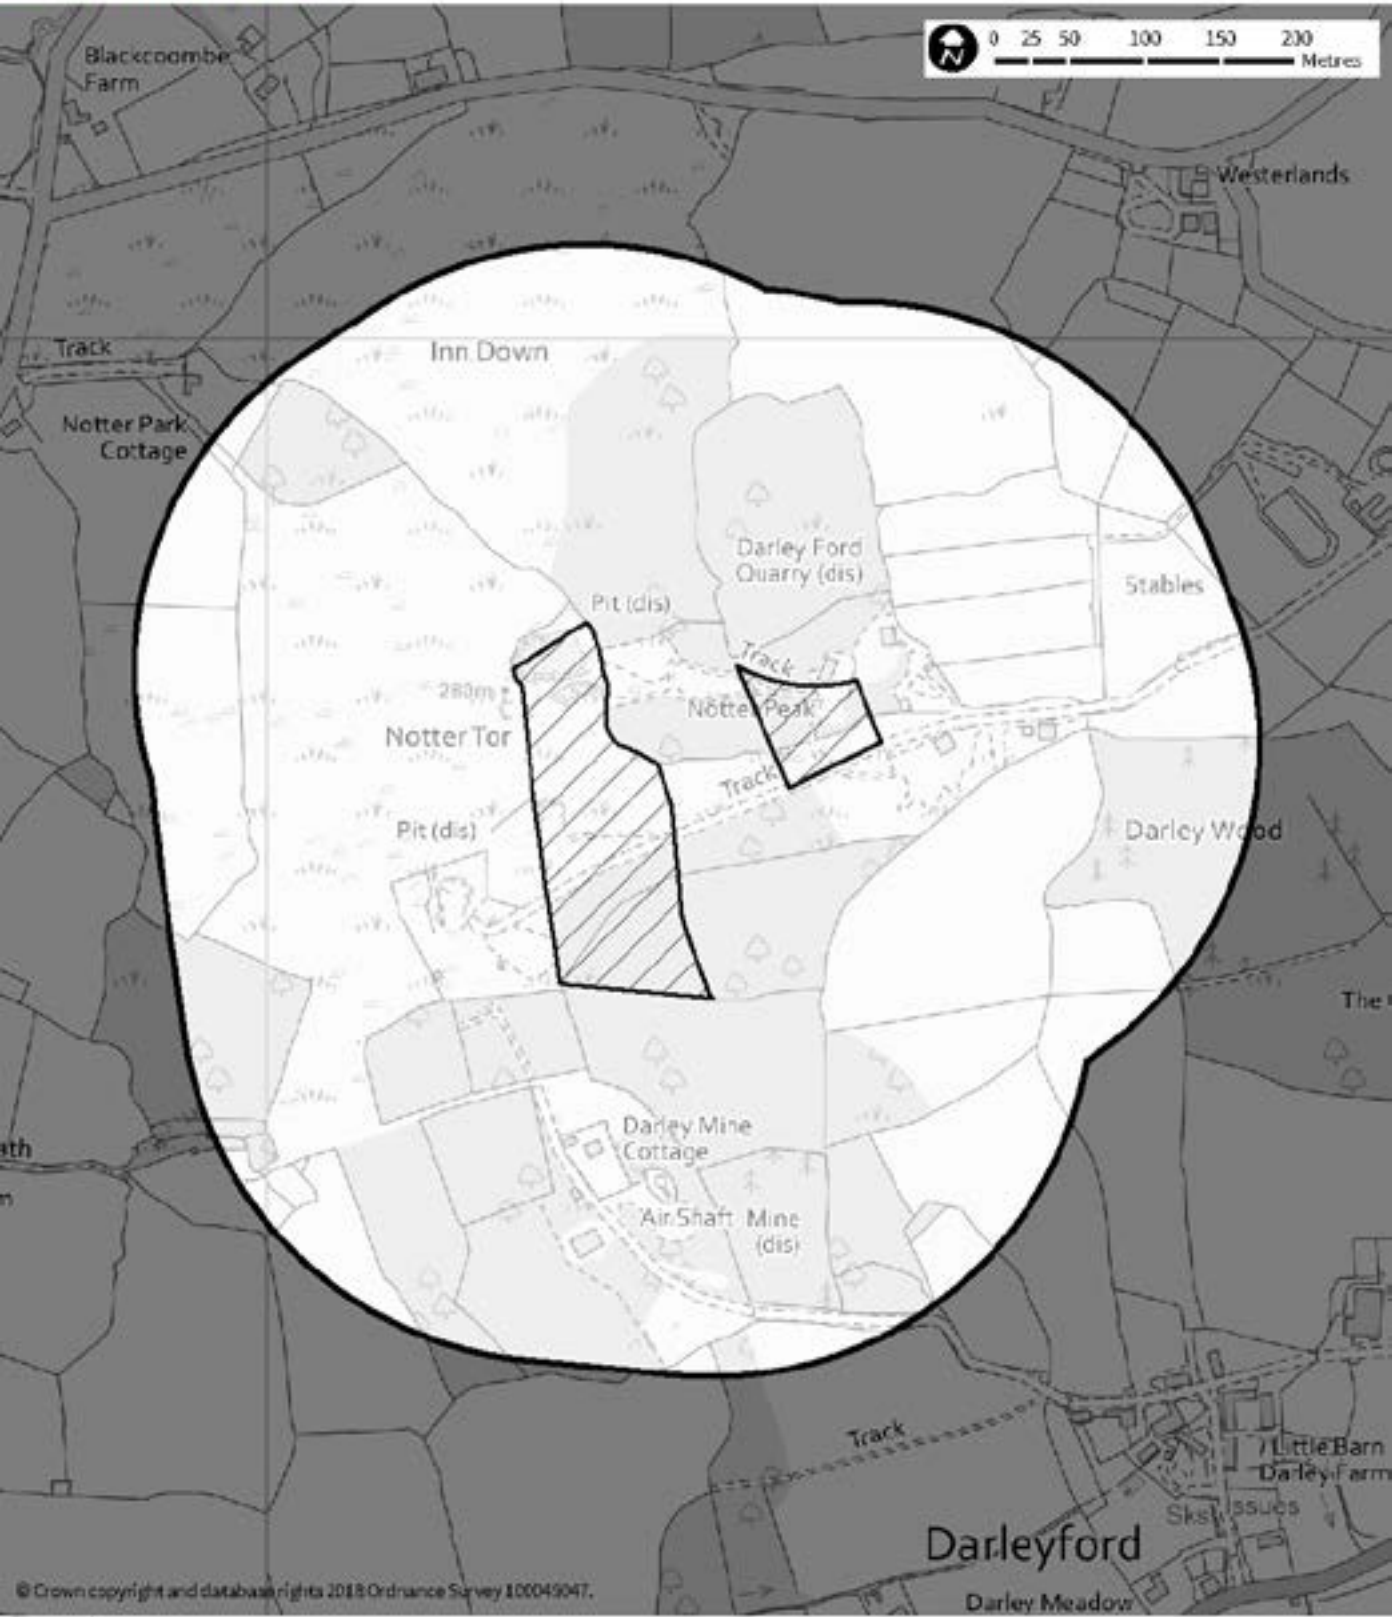 Blackcoombe
Farm
N
0 25 50 100 150 200
Metres
Westerlands
Track
Inn Down
Notter Park
Cottage
Darley Ford
Quarry (dis)
Stables
Pit (dis)
Track
280m
Notter Peak
Notter Tor
Track
Pit (dis)
Darley Wood
The
Darley Mine
Cottage
ath
m
Air Shaft Mine
(dis)
Track
Little Barn
Darley Farm
Sks Issues
Darleyford
© Crown copyright and database rights 2018 Ordnance Survey 100049047.
Darley Meadow